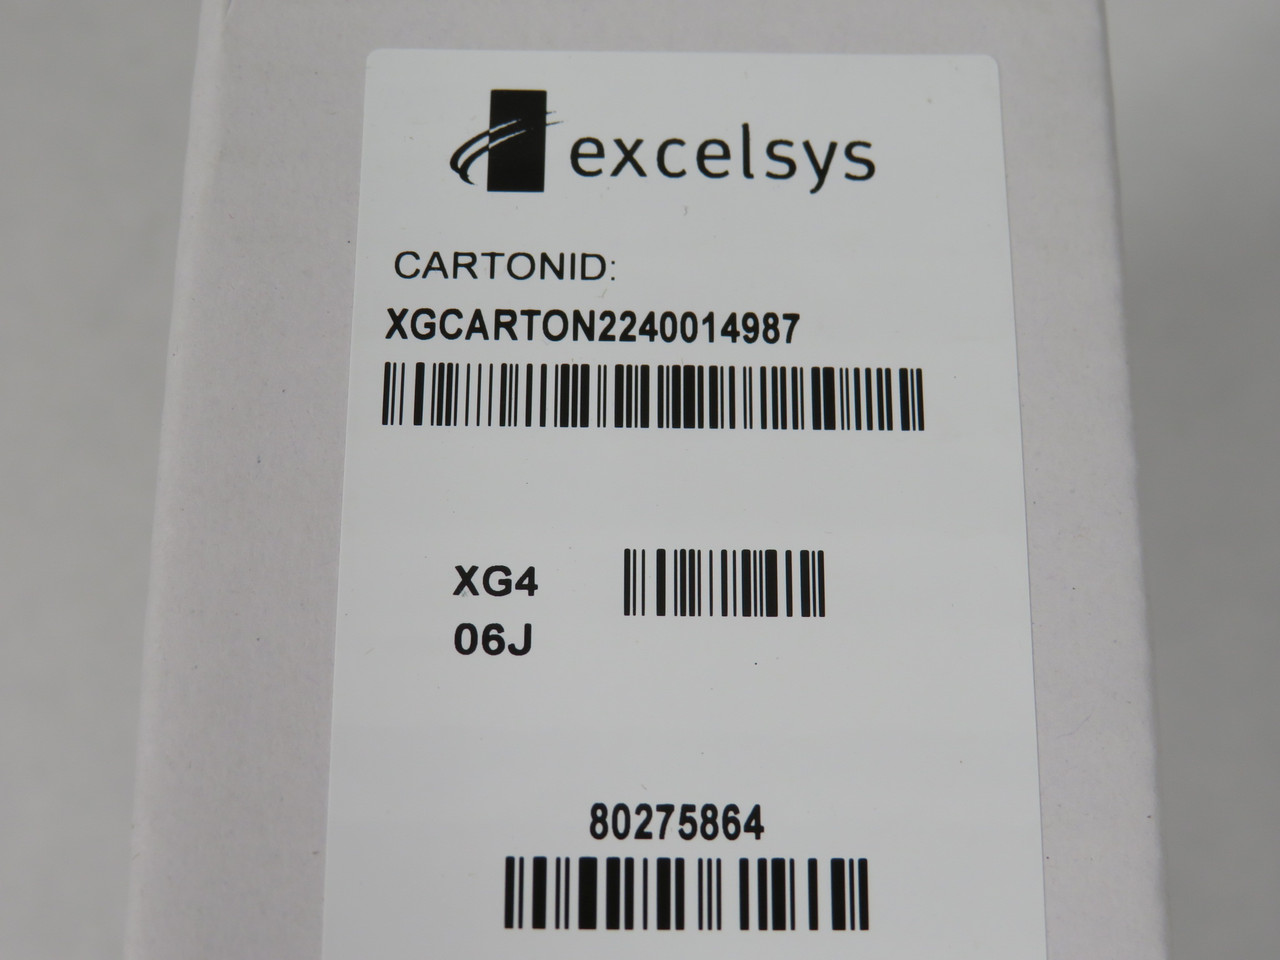 excelsys
CARTONID:
XGCARTON2240014987
XG4
06J
80275864